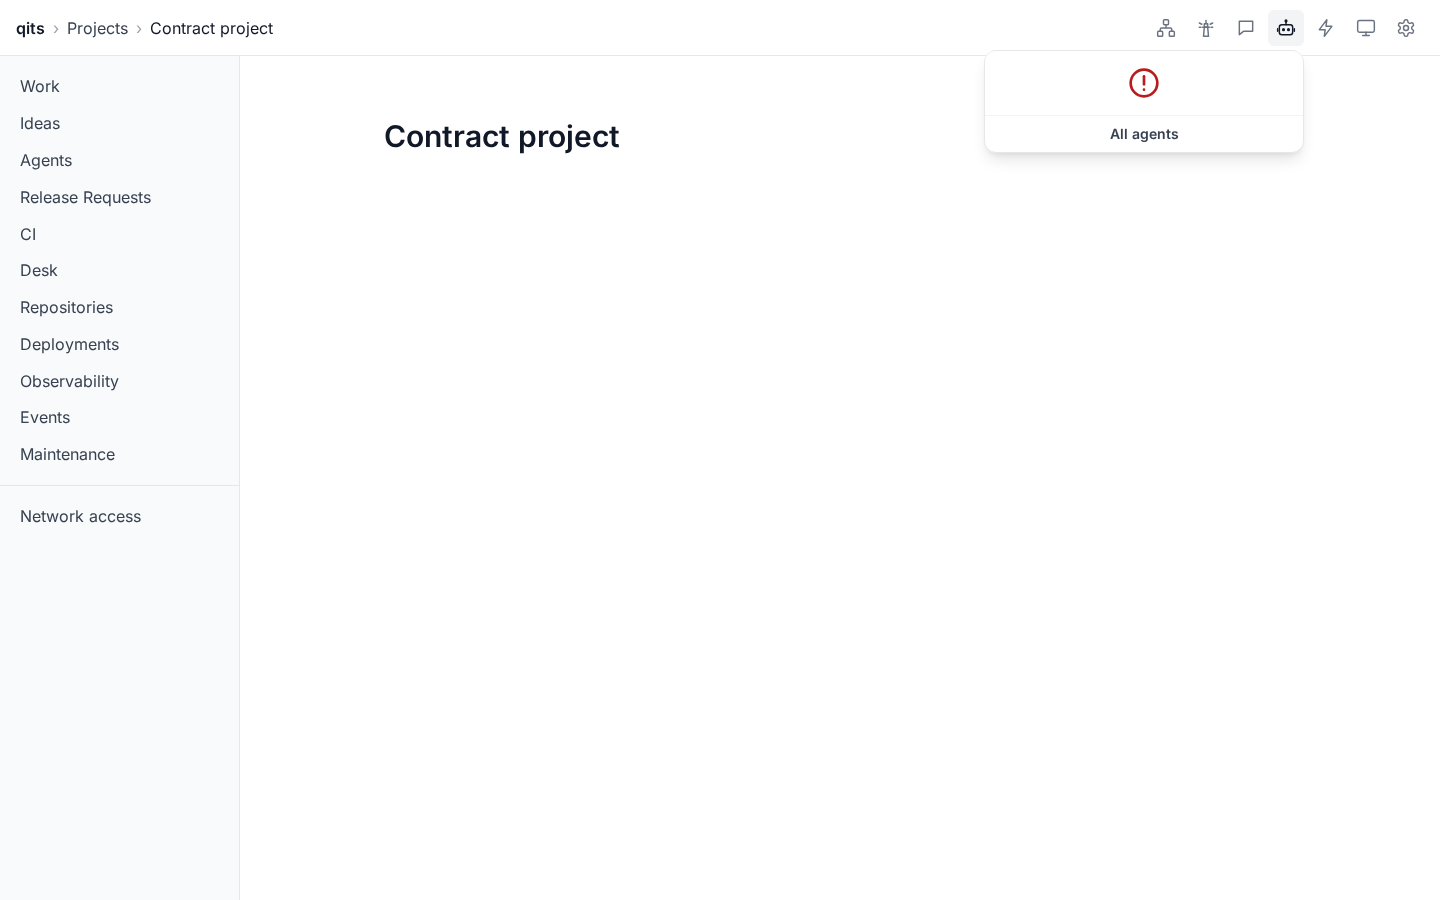 qits › Projects › Contract project
All agents
Work
Ideas
Agents
Release Requests
CI
Desk
Repositories
Deployments
Observability
Events
Maintenance
Network access
Contract project